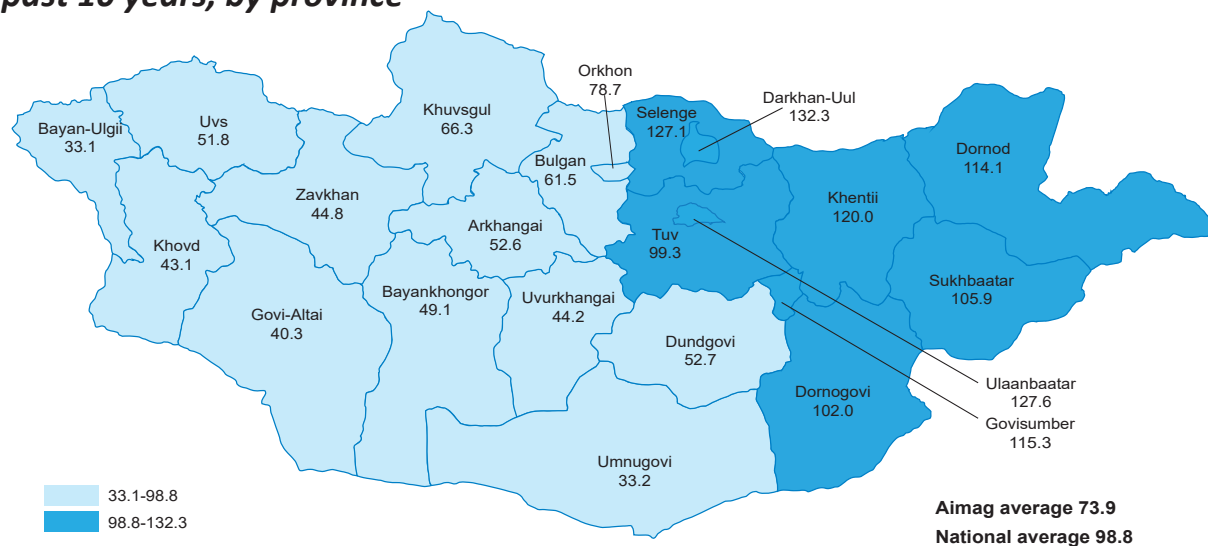 past 10 years, by province
Orkhon
78.7
Darkhan-Uul
132.3
Khuvsgul
66.3
Selenge
127.1
Bayan-Ulgii
33.1
Uvs
51.8
Dornod
114.1
Bulgan
61.5
Zavkhan
44.8
Khentii
120.0
Arkhangai
52.6
Tuv
99.3
Khovd
43.1
Sukhbaatar
105.9
Bayankhongor
49.1
Uvurkhangai
44.2
Govi-Altai
40.3
Dundgovi
52.7
Dornogovi
102.0
Ulaanbaatar
127.6
Govisumber
115.3
Umnugovi
33.2
33.1-98.8
98.8-132.3
Aimag average 73.9
National average 98.8